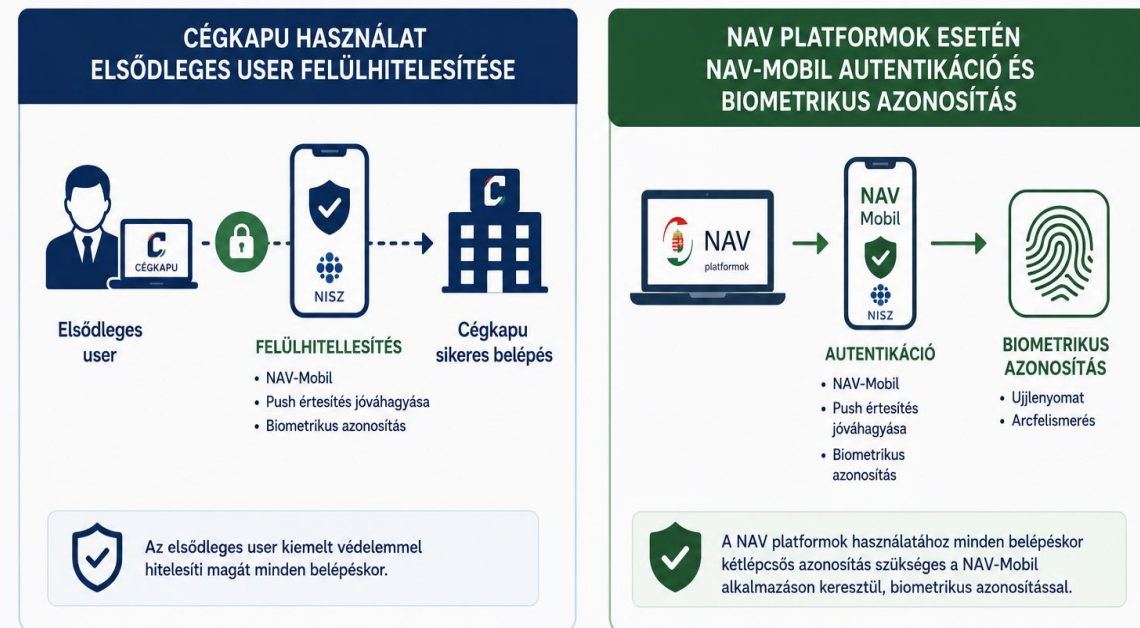 CÉGKAPU HASZNÁLAT
ELSŐDLEGES USER FELÜLHITELESÍTÉSE
C
CÉGKAPU
NISZ
C
Elsődleges
user
FELÜLHITELLESÍTÉS
• NAV-Mobil
• Push értesítés jóváhagyása
• Biometrikus azonosítás
Cégkapu
sikeres belépés
Az elsődleges user kiemelt védelemmel
hitelesíti magát minden belépéskor.
NAV PLATFORMOK ESETÉN
NAV-MOBIL AUTENTIKÁCIÓ ÉS
BIOMETRIKUS AZONOSÍTÁS
NAV
platformok
NAV
Mobil
NISZ
AUTENTIKÁCIÓ
• NAV-Mobil
• Push értesítés
jóváhagyása
• Biometrikus
azonosítás
BIOMETRIKUS
AZONOSÍTÁS
• Ujjlenyomat
• Arcfelismerés
A NAV platformok használatához minden belépéskor
kétlépcsős azonosítás szükséges a NAV-Mobil
alkalmazáson keresztül, biometrikus azonosítással.